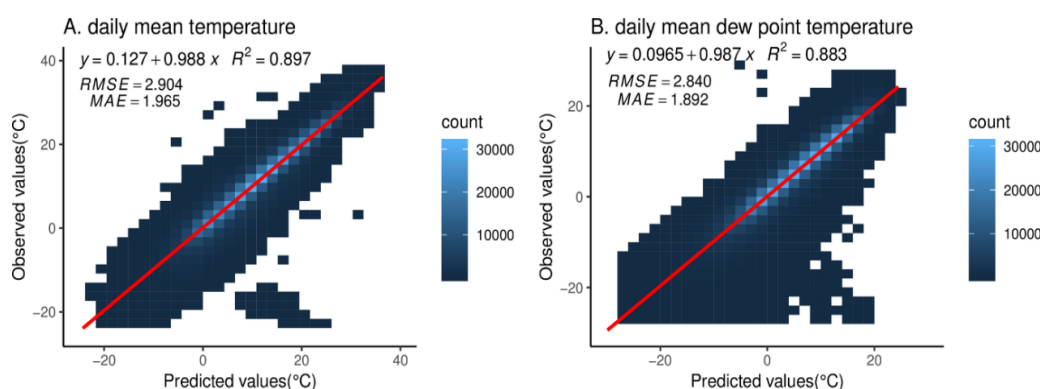 A. daily mean temperature
y = 0.127 + 0.988 x R² = 0.897
RMSE = 2.904
MAE = 1.965
40
20
0
−20
Observed values(°C)
−20 0 20 40
Predicted values(°C)
count
30000
20000
10000
B. daily mean dew point temperature
y = 0.0965 + 0.987 x R² = 0.883
RMSE = 2.840
MAE = 1.892
20
0
−20
Observed values(°C)
−20 0 20
Predicted values(°C)
count
30000
20000
10000